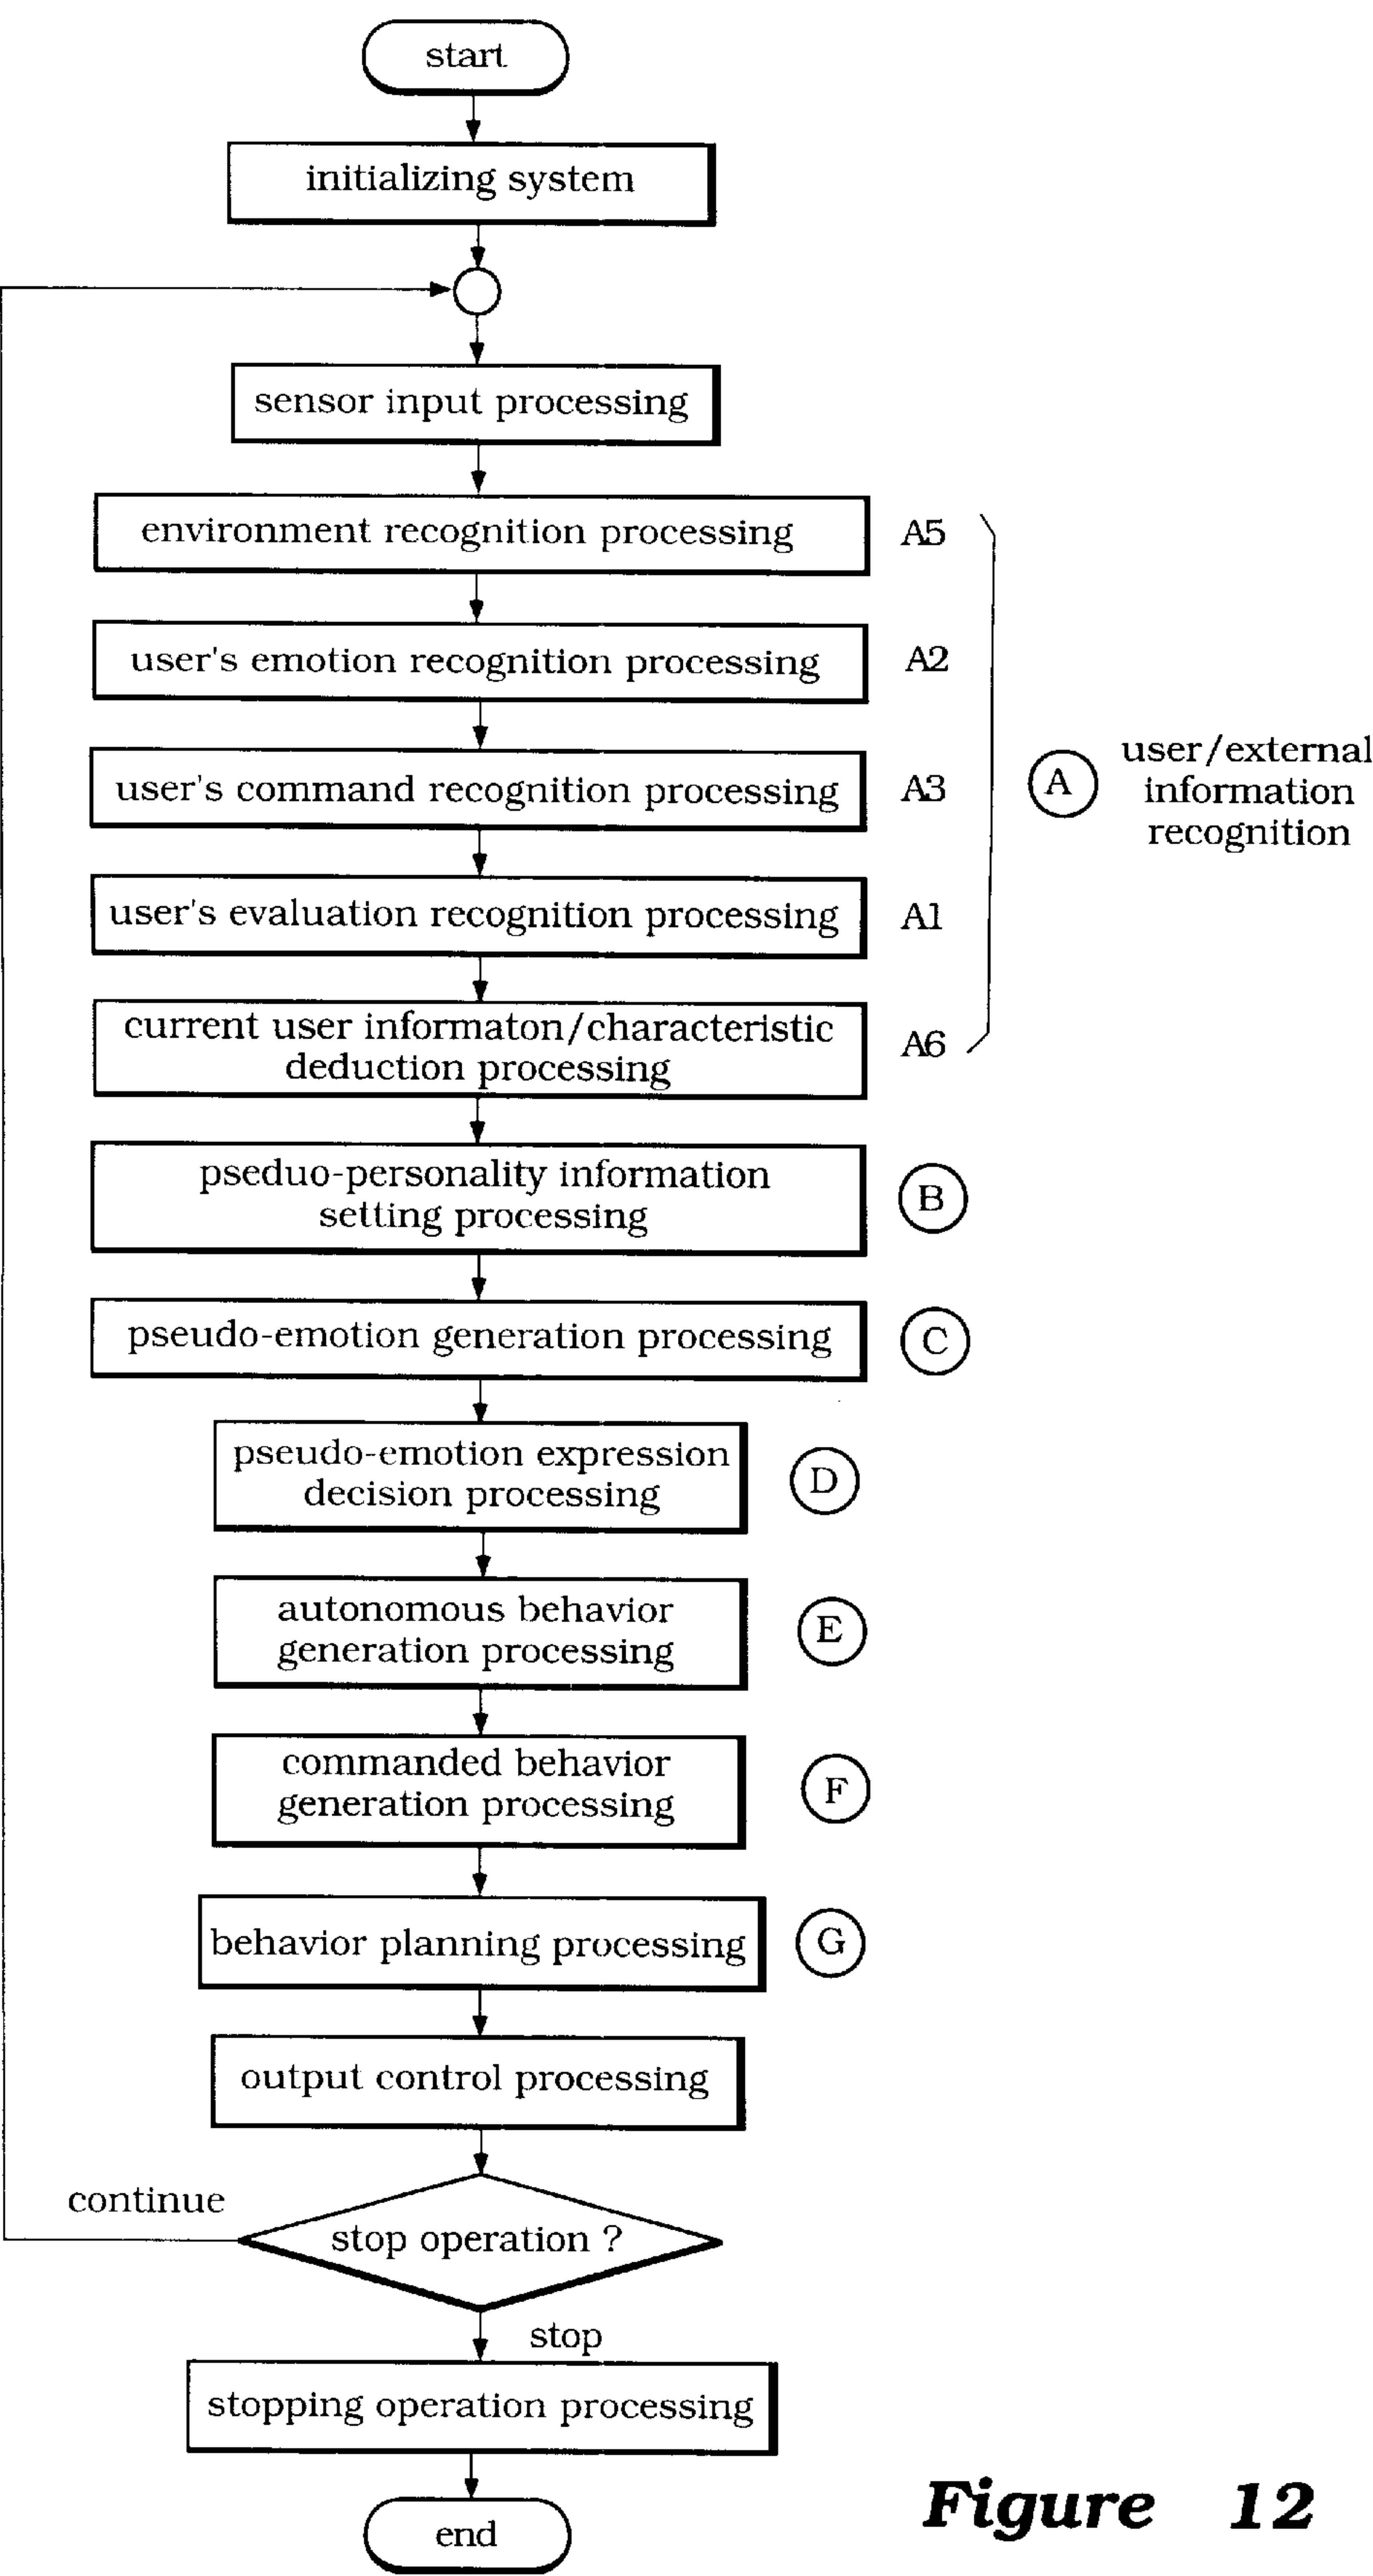 start
initializing system
sensor input processing
environment recognition processing
A5
user's emotion recognition processing
A2
user's command recognition processing
A3
A
user/external
information
recognition
user's evaluation recognition processing
A1
current user informaton/characteristic
deduction processing
A6
pseduo-personality information
setting processing
B
pseudo-emotion generation processing
C
pseudo-emotion expression
decision processing
D
autonomous behavior
generation processing
E
commanded behavior
generation processing
F
behavior planning processing
G
output control processing
continue
stop operation ?
stop
stopping operation processing
end
Figure 12